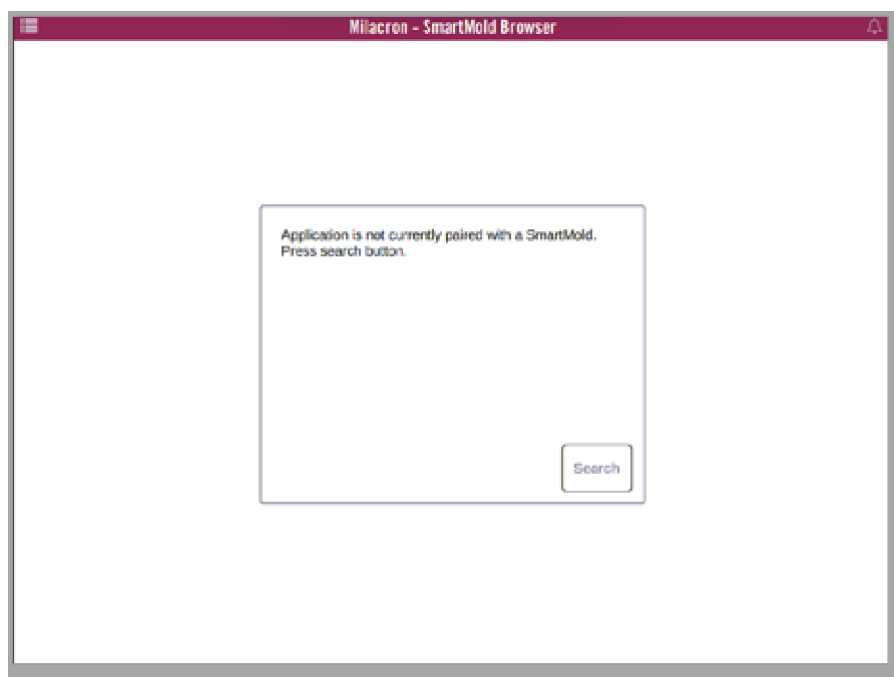 Milacron - SmartMold Browser
Application is not currently paired with a SmartMold.
Press search button.
Search